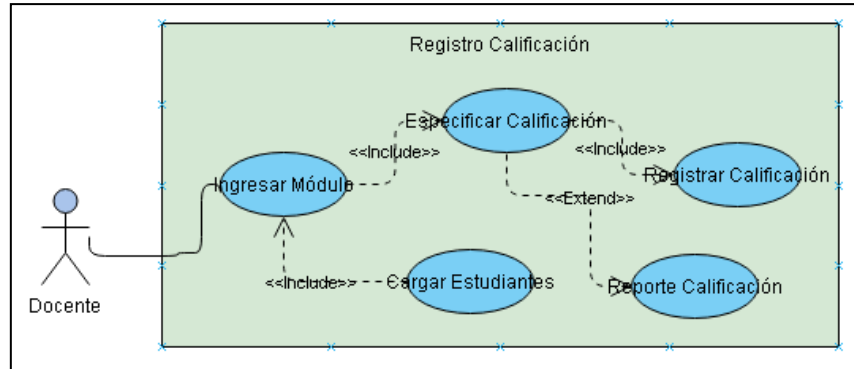 Registro Calificación
Especificar Calificación
<<Include>>
<<Include>>
Ingresar Módulo
Registrar Calificación
<<Extend>>
<<Include>>
Cargar Estudiantes
Reporte Calificación
Docente